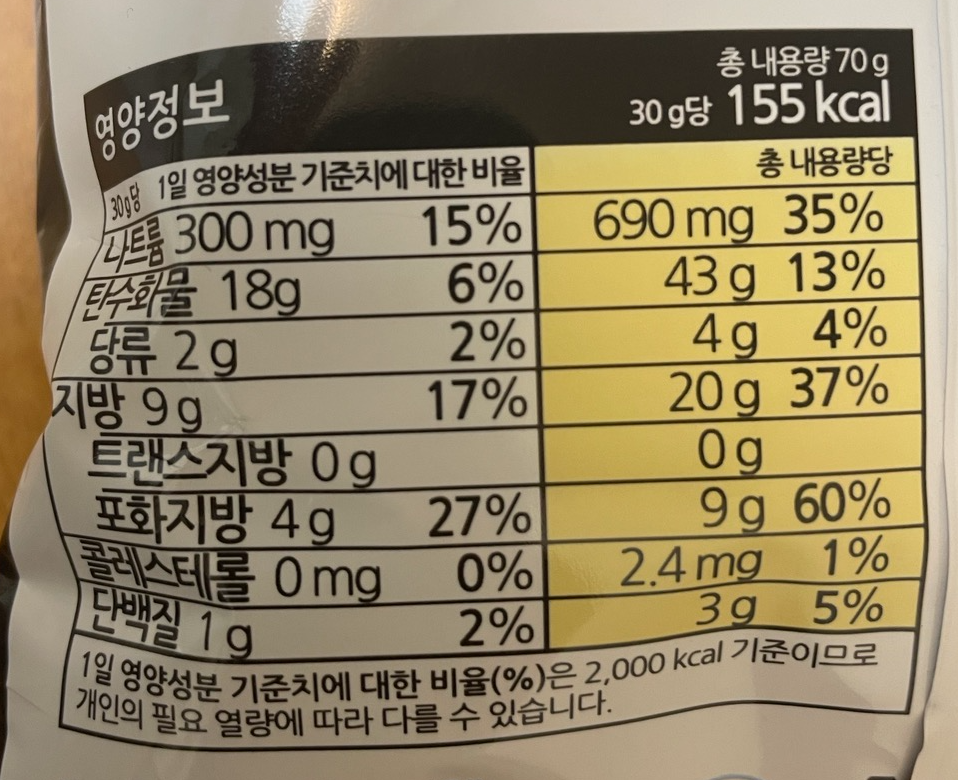 영양정보
총 내용량 70 g
30 g당 155 kcal
30 g당 1일 영양성분 기준치에 대한 비율 총 내용량당
나트륨 300 mg 15% 690 mg 35%
탄수화물 18g 6% 43 g 13%
당류 2 g 2% 4 g 4%
지방 9 g 17% 20 g 37%
트랜스지방 0 g 0 g
포화지방 4 g 27% 9 g 60%
콜레스테롤 0 mg 0% 2.4 mg 1%
단백질 1 g 2% 3 g 5%
1일 영양성분 기준치에 대한 비율(%)은 2,000 kcal 기준이므로
개인의 필요 열량에 따라 다를 수 있습니다.